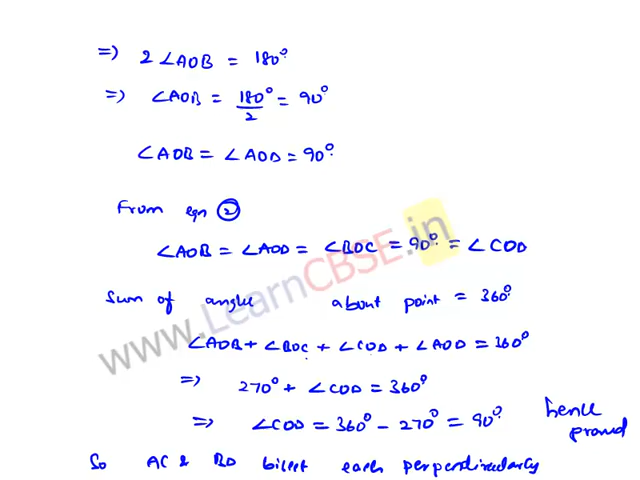 =) 2 ∠AOB = 180°
=) ∠AOB = 180°/2 = 90°
∠AOB = ∠AOD = 90°
From eqn ②
∠AOB = ∠AOD = ∠BOC = 90° = ∠COD
Sum of angle about point = 360°
∠AOB + ∠BOC + ∠COD + ∠AOD = 360°
=) 270° + ∠COD = 360°
=) ∠COD = 360° - 270° = 90° hence
proved
So AC & BD bisect each perpendicularly
www.LearnCBSE.in